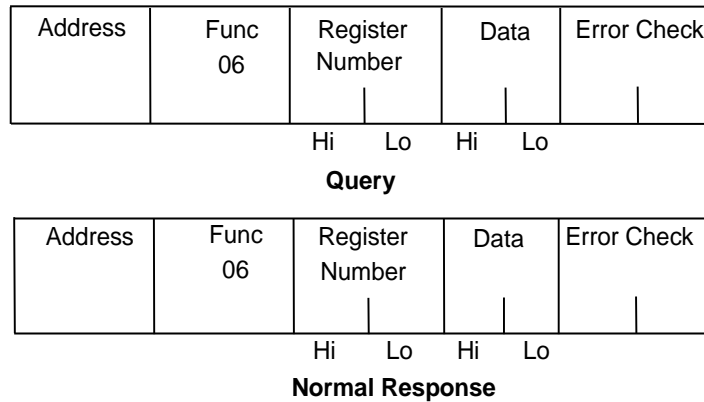 Address Func Register Data Error Check
06 Number
Hi Lo Hi Lo
Query
Address Func Register Data Error Check
06 Number
Hi Lo Hi Lo
Normal Response